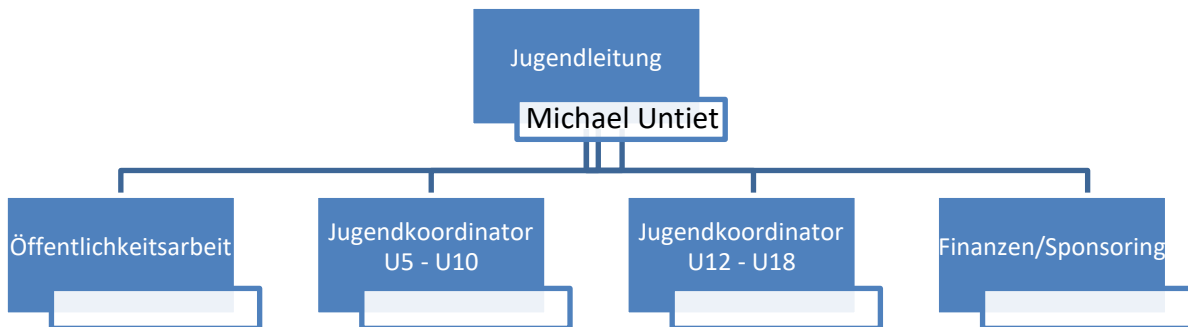 Jugendleitung
Michael Untiet
Öffentlichkeitsarbeit
Jugendkoordinator
U5 - U10
Jugendkoordinator
U12 - U18
Finanzen/Sponsoring